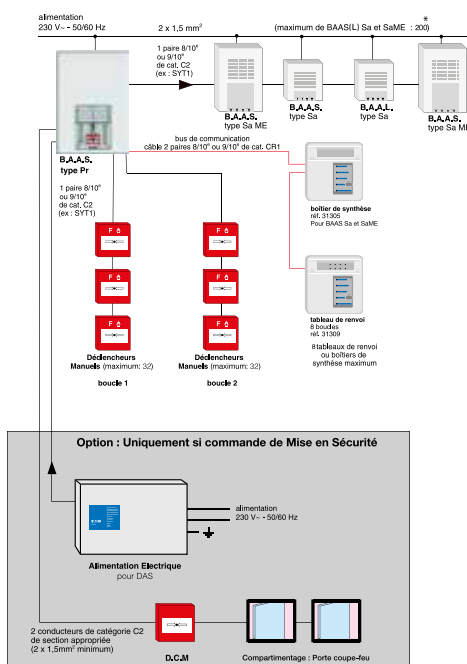 alimentation
230 V~ - 50/60 Hz
2 x 1,5 mm²
(maximum de BAAS(L) Sa et SaME : 200)
*
1 paire 8/10°
ou 9/10°
de cat. C2
(ex : SYT1)
B.A.A.S.
type Sa ME
B.A.A.S.
type Sa
B.A.A.L.
type Sa
B.A.A.S.
type Sa ME
B.A.A.S.
type Pr
bus de communication
câble 2 paires 8/10° ou 9/10° de cat. CR1
1 paire 8/10°
ou 9/10°
de cat. C2
(ex : SYT1)
boîtier de synthèse
réf. 31305
Pour BAAS Sa et SaME
F
F
F
F
F
F
tableau de renvoi
8 boucles
réf. 31309
8 tableaux de renvoi
ou boîtiers de
synthèse maximum
Déclencheurs
Manuels (maximum: 32)
boucle 1
Déclencheurs
Manuels (maximum: 32)
boucle 2
Option : Uniquement si commande de Mise en Sécurité
alimentation
230 V~ - 50/60 Hz
Alimentation Electrique
pour DAS
2 conducteurs de catégorie C2
de section appropriée
(2 x 1,5mm² minimum)
D.C.M
Compartimentage : Porte coupe-feu